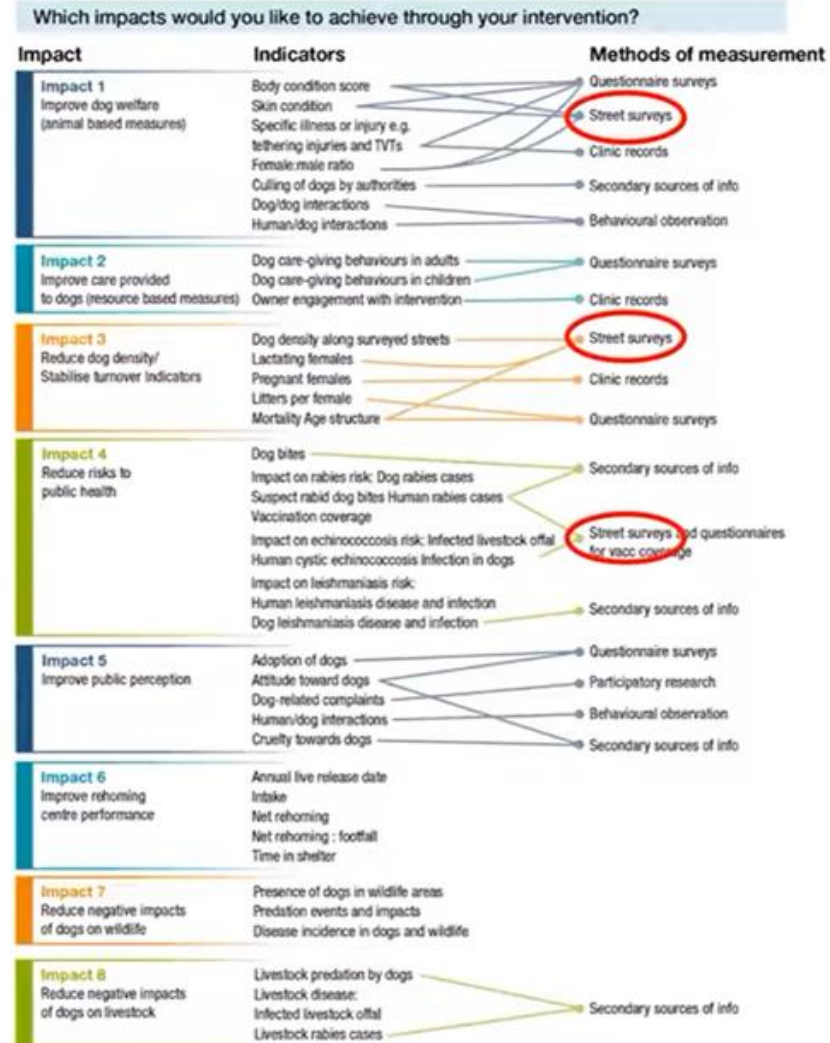 Which impacts would you like to achieve through your intervention?
Impact
Indicators
Methods of measurement
Impact 1
Improve dog welfare
(animal based measures)
Body condition score
Skin condition
Specific illness or injury e.g.
tethering injuries and TVTs
Female:male ratio
Culling of dogs by authorities
Dog/dog interactions
Human/dog interactions
Questionnaire surveys
Street surveys
Clinic records
Secondary sources of info
Behavioural observation
Impact 2
Improve care provided
to dogs (resource based measures)
Dog care-giving behaviours in adults
Dog care-giving behaviours in children
Owner engagement with intervention
Questionnaire surveys
Clinic records
Impact 3
Reduce dog density/
Stabilise turnover Indicators
Dog density along surveyed streets
Lactating females
Pregnant females
Litters per female
Mortality Age structure
Street surveys
Clinic records
Questionnaire surveys
Impact 4
Reduce risks to
public health
Dog bites
Impact on rabies risk: Dog rabies cases
Suspect rabid dog bites Human rabies cases
Vaccination coverage
Impact on echinococcosis risk: Infected livestock offal
Human cystic echinococcosis Infection in dogs
Impact on leishmaniasis risk:
Human leishmaniasis disease and infection
Dog leishmaniasis disease and infection
Secondary sources of info
Street surveys and questionnaires
for vacc coverage
Secondary sources of info
Impact 5
Improve public perception
Adoption of dogs
Attitude toward dogs
Dog-related complaints
Human/dog interactions
Cruelty towards dogs
Questionnaire surveys
Participatory research
Behavioural observation
Secondary sources of info
Impact 6
Improve rehoming
centre performance
Annual live release date
Intake
Net rehoming
Net rehoming : footfall
Time in shelter
Impact 7
Reduce negative impacts
of dogs on wildlife
Presence of dogs in wildlife areas
Predation events and impacts
Disease incidence in dogs and wildlife
Impact 8
Reduce negative impacts
of dogs on livestock
Livestock predation by dogs
Livestock disease:
Infected livestock offal
Livestock rabies cases
Secondary sources of info